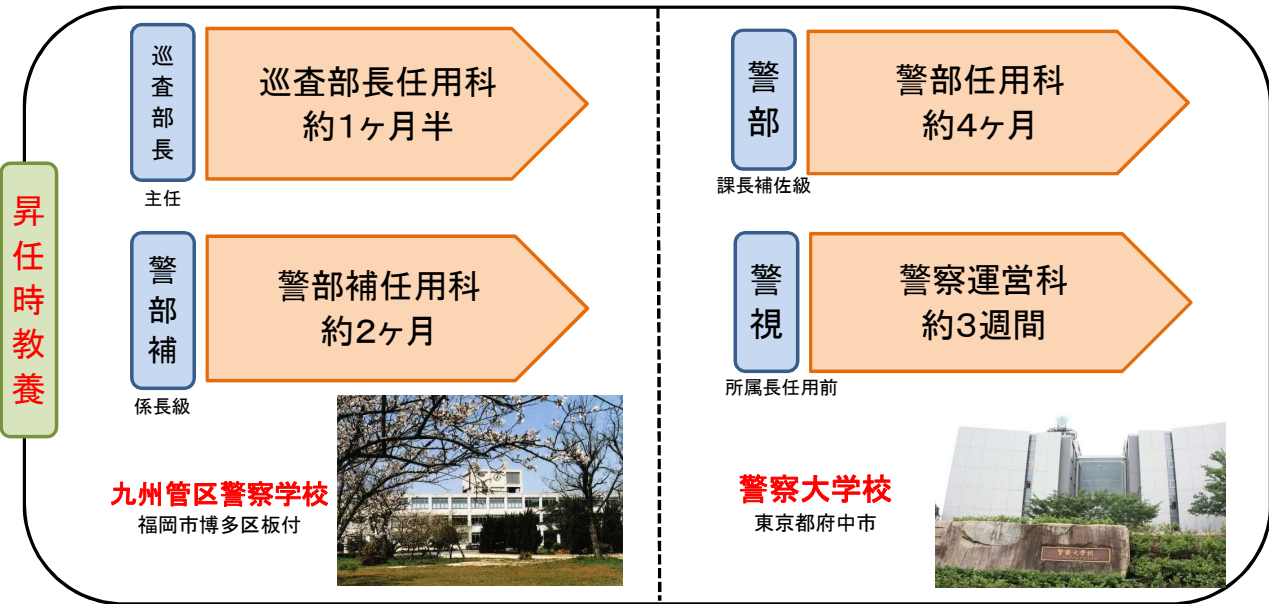 昇任時教養
巡査部長
主任
巡査部長任用科
約1ヶ月半
警部補
係長級
警部補任用科
約2ヶ月
九州管区警察学校
福岡市博多区板付
警部
課長補佐級
警部任用科
約4ヶ月
警視
所属長任用前
警察運営科
約3週間
警察大学校
東京都府中市
警察大学校